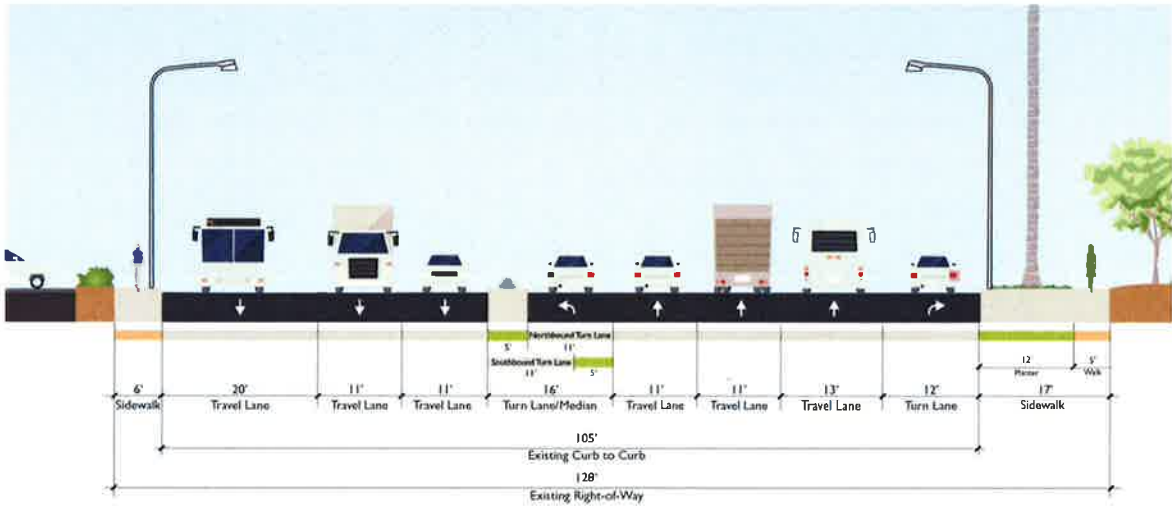 Northbound Turn Lane
5' 11'
Southbound Turn Lane
11' 5'
12 5'
Planter Walk
6' 20' 11' 11' 16' 11' 11' 13' 12' 17'
Sidewalk Travel Lane Travel Lane Travel Lane Turn Lane/Median Travel Lane Travel Lane Travel Lane Turn Lane Sidewalk
105'
Existing Curb to Curb
128'
Existing Right-of-Way